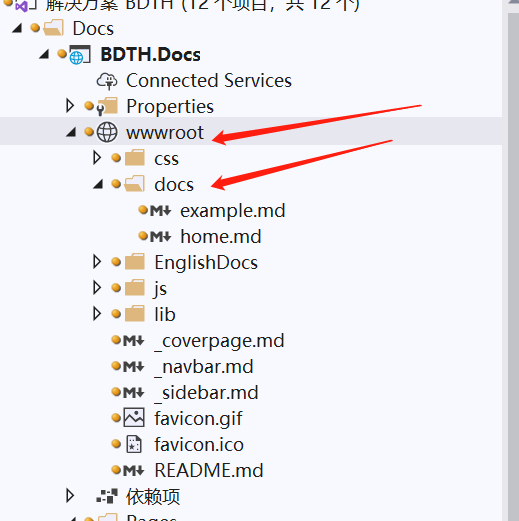 解决方案 BDTH (12 个项目，共 12 个)
Docs
BDTH.Docs
Connected Services
Properties
wwwroot
css
docs
example.md
home.md
EnglishDocs
js
lib
_coverpage.md
_navbar.md
_sidebar.md
favicon.gif
favicon.ico
README.md
依赖项
Pages